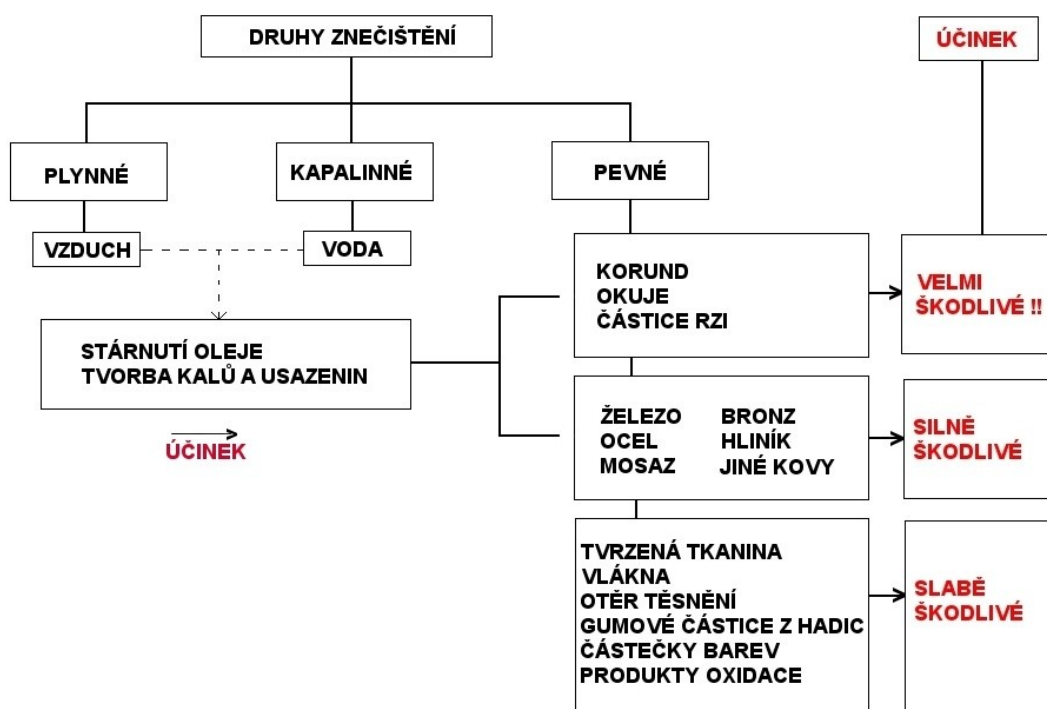 DRUHY ZNEČIŠTĚNÍ
ÚČINEK
PLYNNÉ
KAPALINNÉ
PEVNÉ
VZDUCH
VODA
STÁRNUTÍ OLEJE
TVORBA KALŮ A USAZENIN
ÚČINEK
KORUND
OKUJE
ČÁSTICE RZI
VELMI
ŠKODLIVÉ !!
ŽELEZO BRONZ
OCEL HLINÍK
MOSAZ JINÉ KOVY
SILNĚ
ŠKODLIVÉ
TVRZENÁ TKANINA
VLÁKNA
OTĚR TĚSNĚNÍ
GUMOVÉ ČÁSTICE Z HADIC
ČÁSTEČKY BAREV
PRODUKTY OXIDACE
SLABĚ
ŠKODLIVÉ